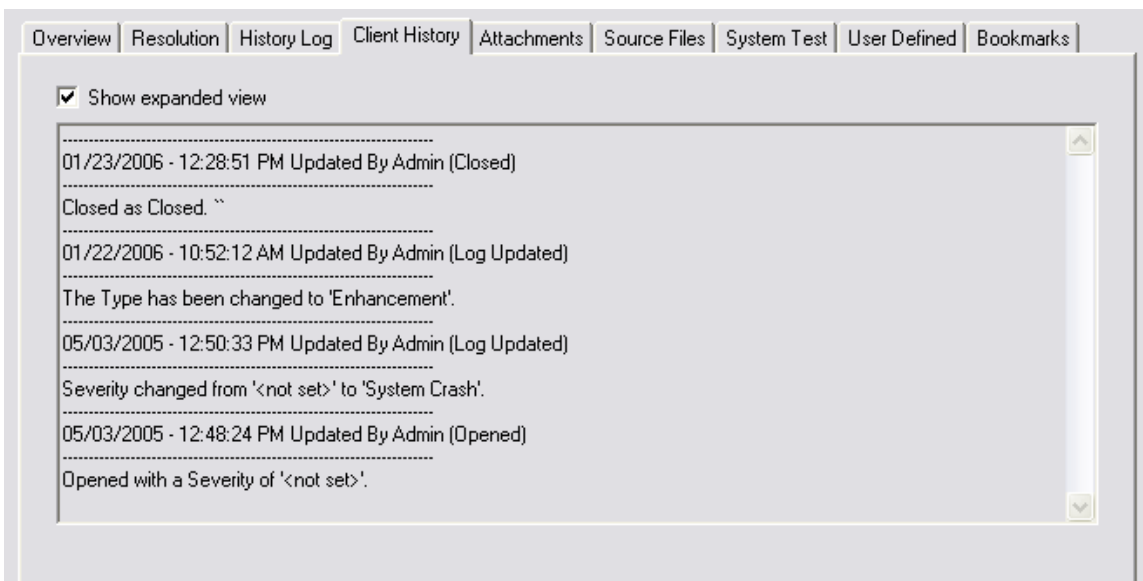 Overview Resolution History Log Client History Attachments Source Files System Test User Defined Bookmarks
Show expanded view
--------------------------------------------------------------------------
01/23/2006 - 12:28:51 PM Updated By Admin (Closed)
--------------------------------------------------------------------------
Closed as Closed. ``
--------------------------------------------------------------------------
01/22/2006 - 10:52:12 AM Updated By Admin (Log Updated)
--------------------------------------------------------------------------
The Type has been changed to 'Enhancement'.
--------------------------------------------------------------------------
05/03/2005 - 12:50:33 PM Updated By Admin (Log Updated)
--------------------------------------------------------------------------
Severity changed from '<not set>' to 'System Crash'.
--------------------------------------------------------------------------
05/03/2005 - 12:48:24 PM Updated By Admin (Opened)
--------------------------------------------------------------------------
Opened with a Severity of '<not set>'.